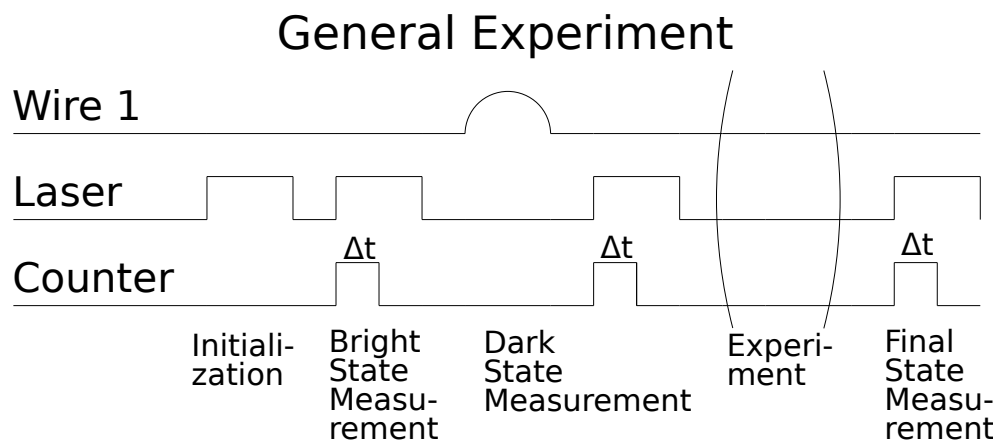 General Experiment
Wire 1
Laser
Δt
Δt
Δt
Counter
Initiali-
zation
Bright
State
Measu-
rement
Dark
State
Measurement
Experi-
ment
Final
State
Measu-
rement